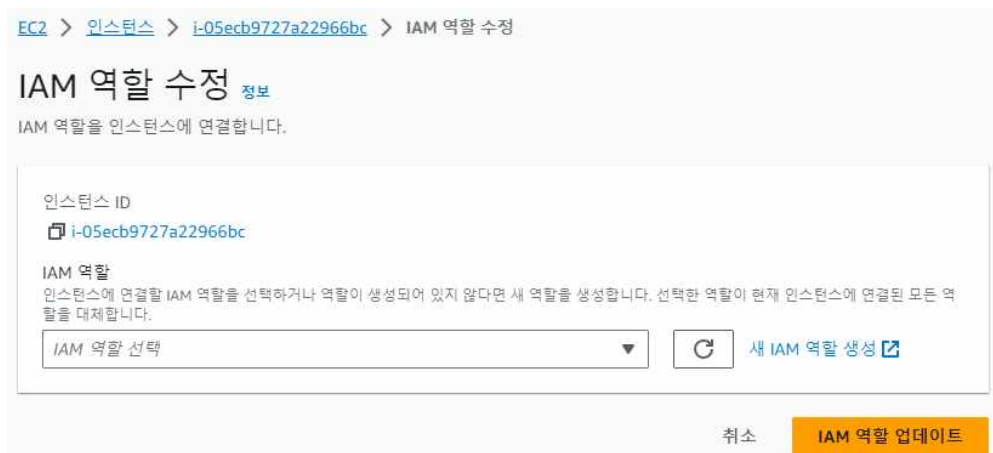 EC2 > 인스턴스 > i-05ecb9727a22966bc > IAM 역할 수정
IAM 역할 수정 정보
IAM 역할을 인스턴스에 연결합니다.
인스턴스 ID
i-05ecb9727a22966bc
IAM 역할
인스턴스에 연결할 IAM 역할을 선택하거나 역할이 생성되어 있지 않다면 새 역할을 생성합니다. 선택한 역할이 현재 인스턴스에 연결된 모든 역
할을 대체합니다.
IAM 역할 선택 새 IAM 역할 생성
취소 IAM 역할 업데이트